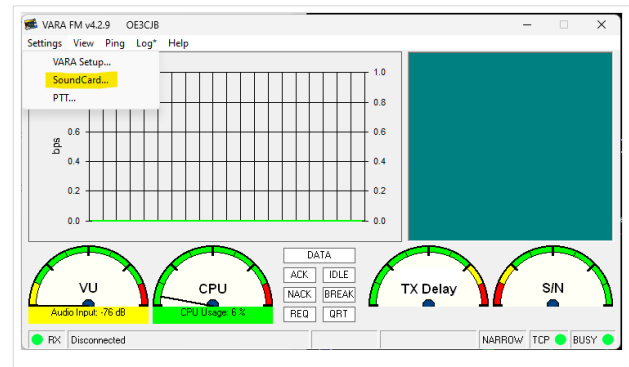 VARA FM v4.2.9 OE3CJB
Settings View Ping Log* Help
VARA Setup...
SoundCard...
PTT...
1.0
0.8
0.6 0.6
bps
0.4 0.4
0.2 0.2
0.0 0.0
DATA
ACK IDLE
NACK BREAK
REQ QRT
VU
Audio Input: -76 dB
CPU
CPU Usage: 6 %
TX Delay
S/N
RX Disconnected NARROW TCP BUSY